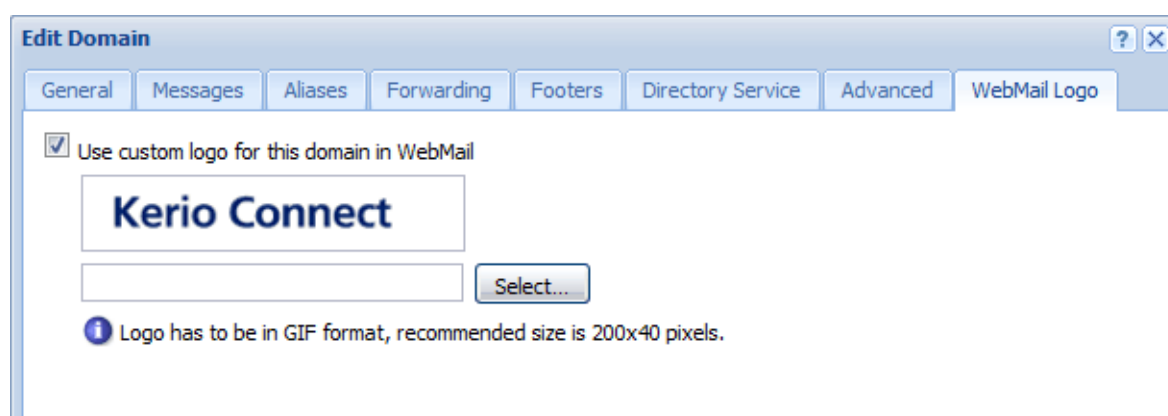 Edit Domain
General Messages Aliases Forwarding Footers Directory Service Advanced WebMail Logo
Use custom logo for this domain in WebMail
Kerio Connect
Select...
Logo has to be in GIF format, recommended size is 200x40 pixels.